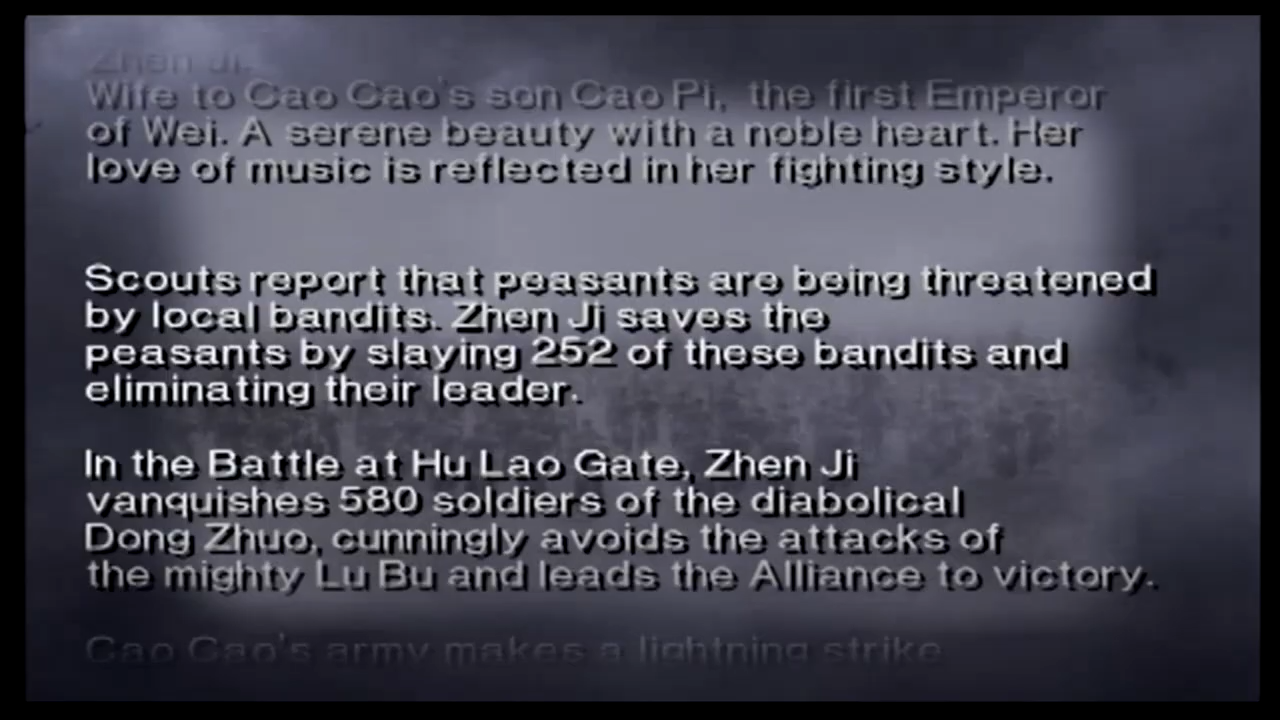 Zhen Ji.
Wife to Cao Cao's son Cao Pi, the first Emperor
of Wei. A serene beauty with a noble heart. Her
love of music is reflected in her fighting style.
Scouts report that peasants are being threatened
by local bandits. Zhen Ji saves the
peasants by slaying 252 of these bandits and
eliminating their leader.
In the Battle at Hu Lao Gate, Zhen Ji
vanquishes 580 soldiers of the diabolical
Dong Zhuo, cunningly avoids the attacks of
the mighty Lu Bu and leads the Alliance to victory.
Cao Cao's army makes a lightning strike